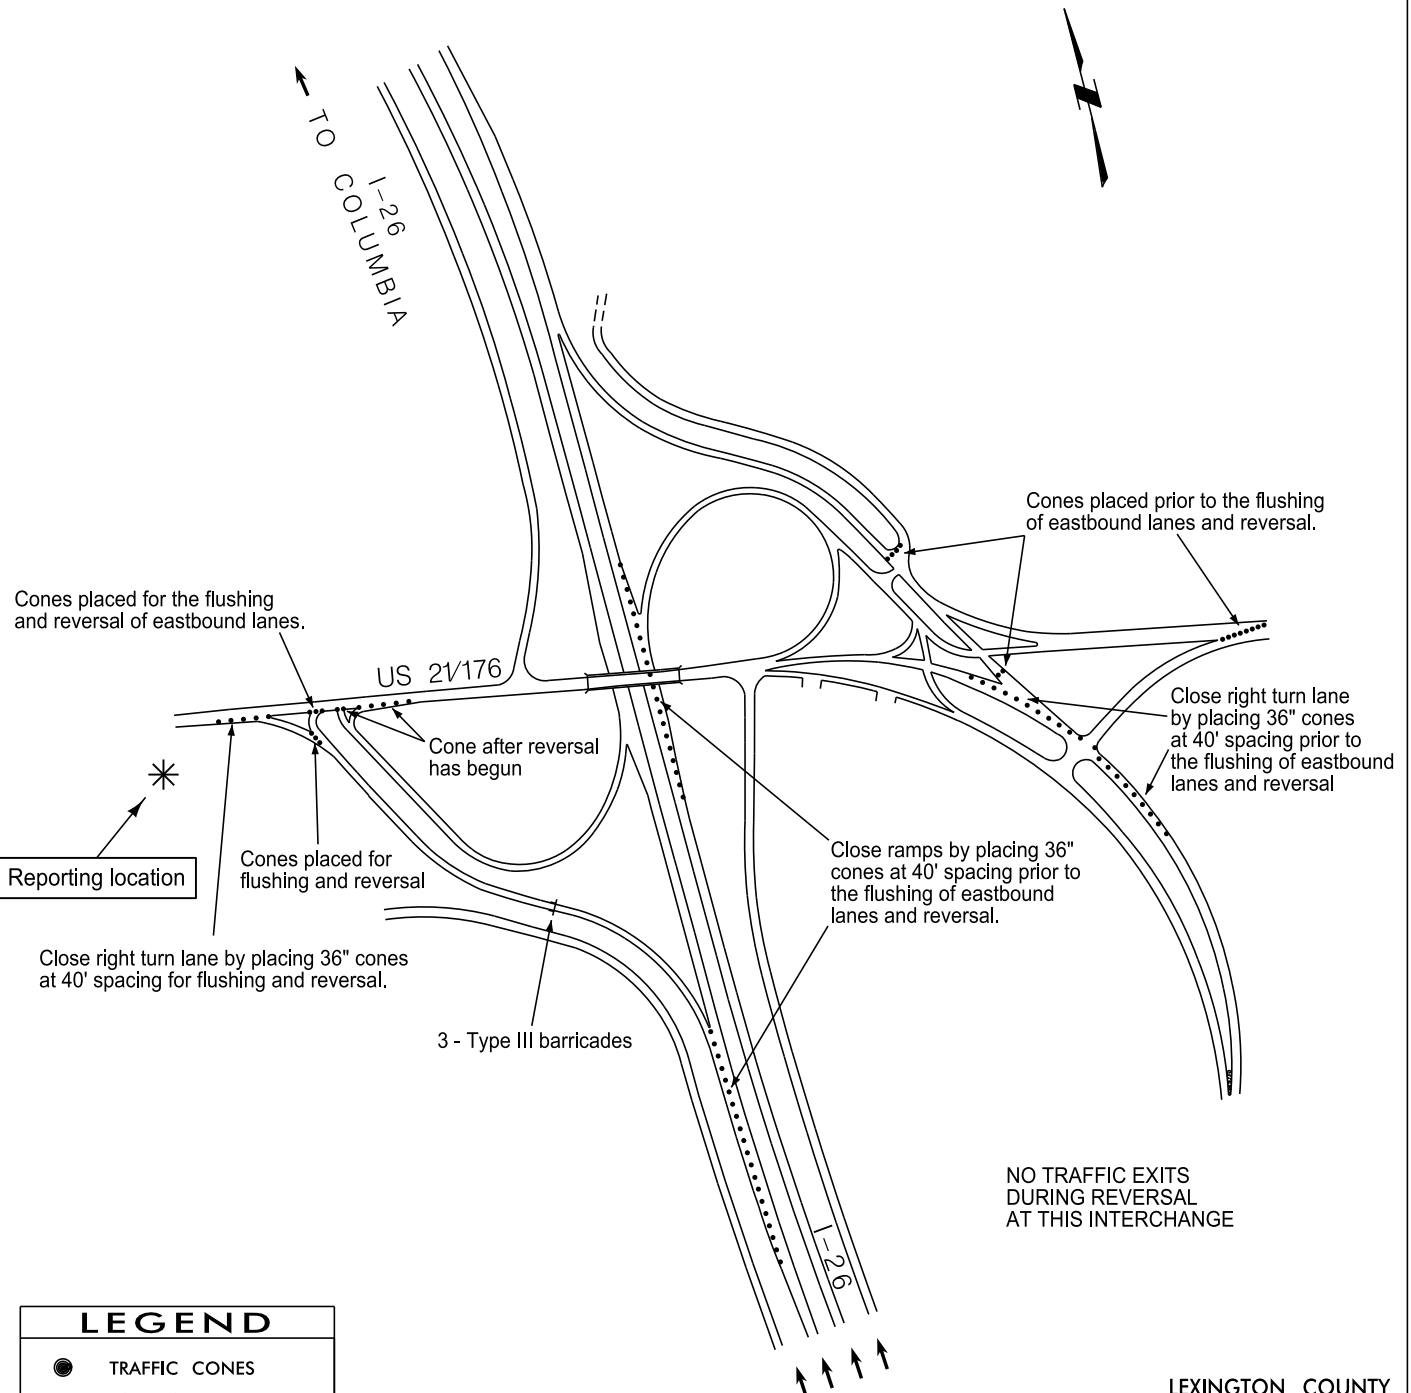 TO COLUMBIA
I-26
Cones placed prior to the flushing
of eastbound lanes and reversal.
Cones placed for the flushing
and reversal of eastbound lanes.
US 21/176
Close right turn lane
by placing 36" cones
at 40' spacing prior to
the flushing of eastbound
lanes and reversal
Cone after reversal
has begun
Reporting location
Cones placed for
flushing and reversal
Close ramps by placing 36"
cones at 40' spacing prior to
the flushing of eastbound
lanes and reversal.
Close right turn lane by placing 36" cones
at 40' spacing for flushing and reversal.
3 - Type III barricades
NO TRAFFIC EXITS
DURING REVERSAL
AT THIS INTERCHANGE
I-26
LEGEND
TRAFFIC CONES
LEXINGTON COUNTY